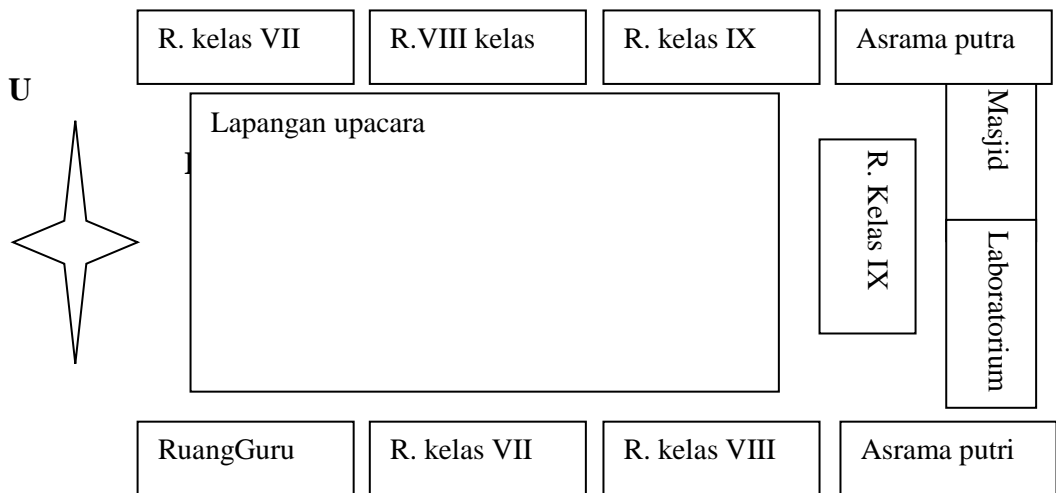 R. kelas VII
R.VIII kelas
R. kelas IX
Asrama putra
U
Lapangan upacara
Masjid
R. Kelas IX
Laboratorium
RuangGuru
R. kelas VII
R. kelas VIII
Asrama putri